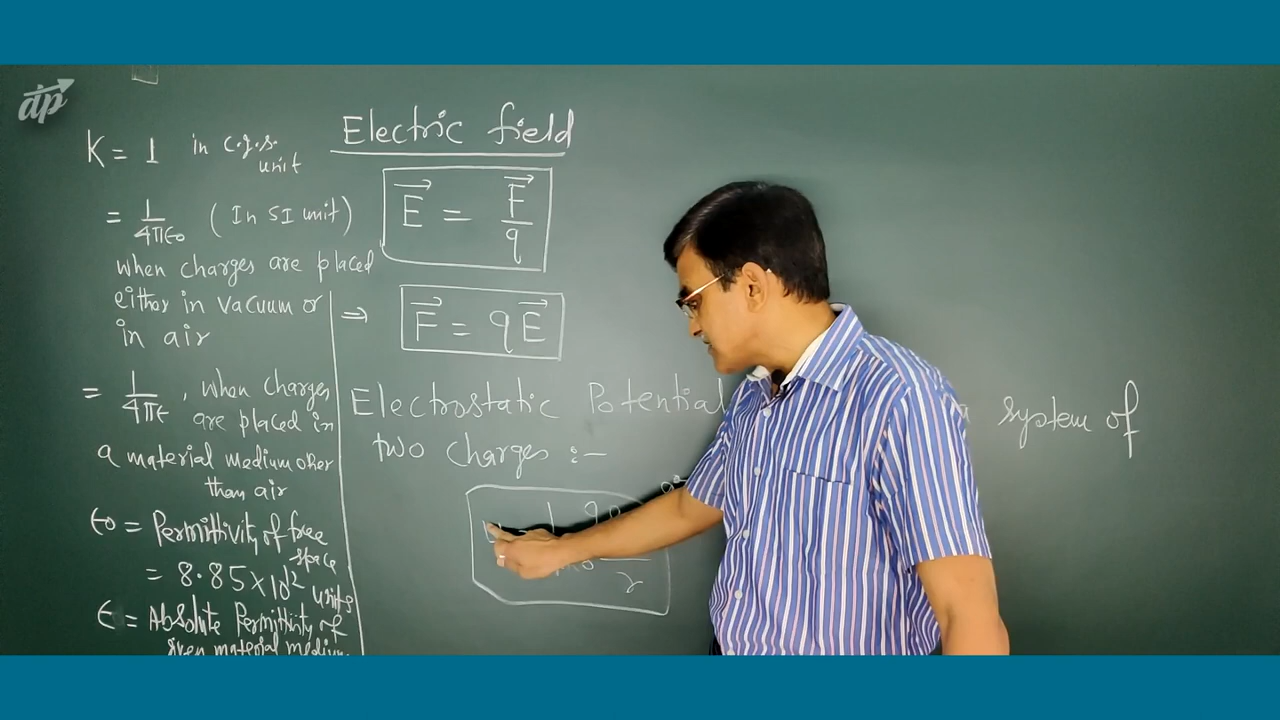 dp
K = 1 in c.g.s. unit
= 1/4πϵ0 (In SI unit)
when charges are placed
either in vacuum or
in air
= 1/4πϵ, when charges
are placed in
a material medium other
than air
ϵ0 = Permittivity of free
space
= 8.85×10^2 units
ϵ = Absolute Permittivity of
given material medium
Electric field
E⃗ = F⃗/q
⇒ F⃗ = qE⃗
Electrostatic Potential system of
two charges :-